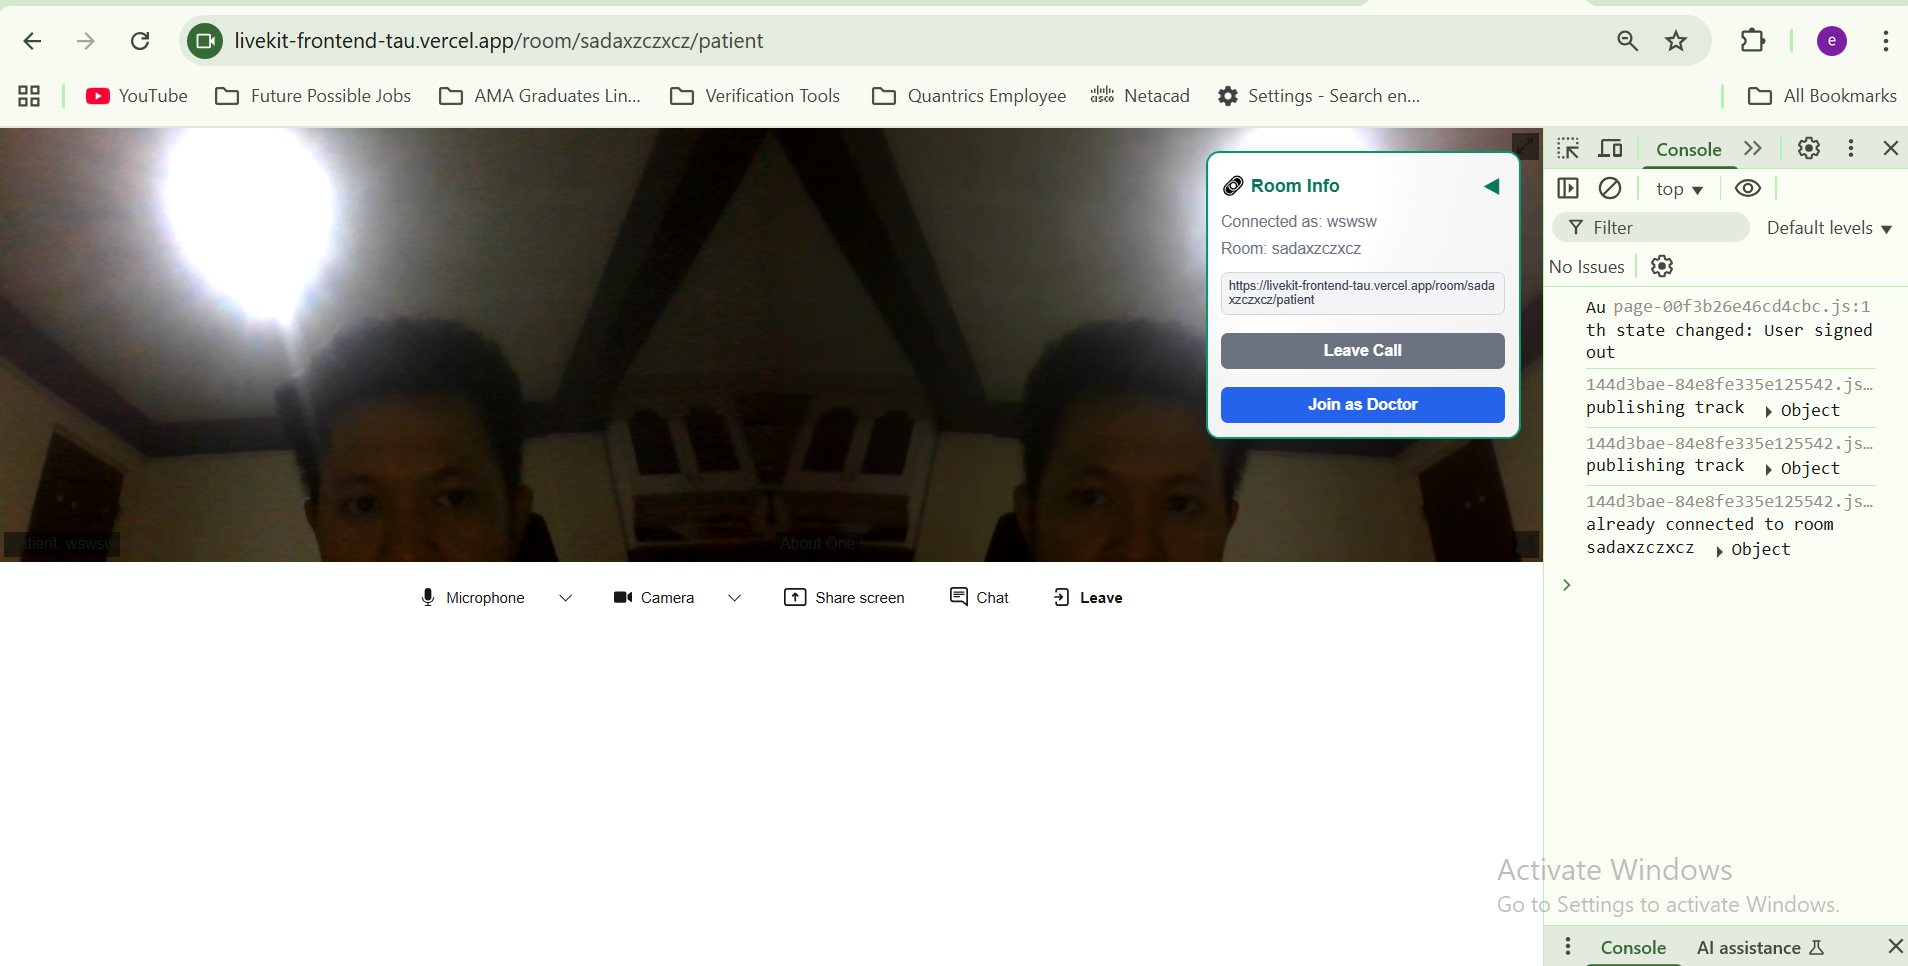 livekit-frontend-tau.vercel.app/room/sadaxzczxcz/patient
e
YouTube
Future Possible Jobs
AMA Graduates Lin...
Verification Tools
Quantrics Employee
cisco Netacad
Settings - Search en...
All Bookmarks
Room Info
Connected as: wswsw
Room: sadaxzczxcz
https://livekit-frontend-tau.vercel.app/room/sada
xzczxcz/patient
Leave Call
Join as Doctor
Patient: wswsw
About One
Microphone
Camera
Share screen
Chat
Leave
Console
top
Filter
Default levels
No Issues
Au page-00f3b26e46cd4cbc.js:1
th state changed: User signed
out
144d3bae-84e8fe335e125542.js…
publishing track Object
144d3bae-84e8fe335e125542.js…
publishing track Object
144d3bae-84e8fe335e125542.js…
already connected to room
sadaxzczxcz Object
Activate Windows
Go to Settings to activate Windows.
Console
AI assistance